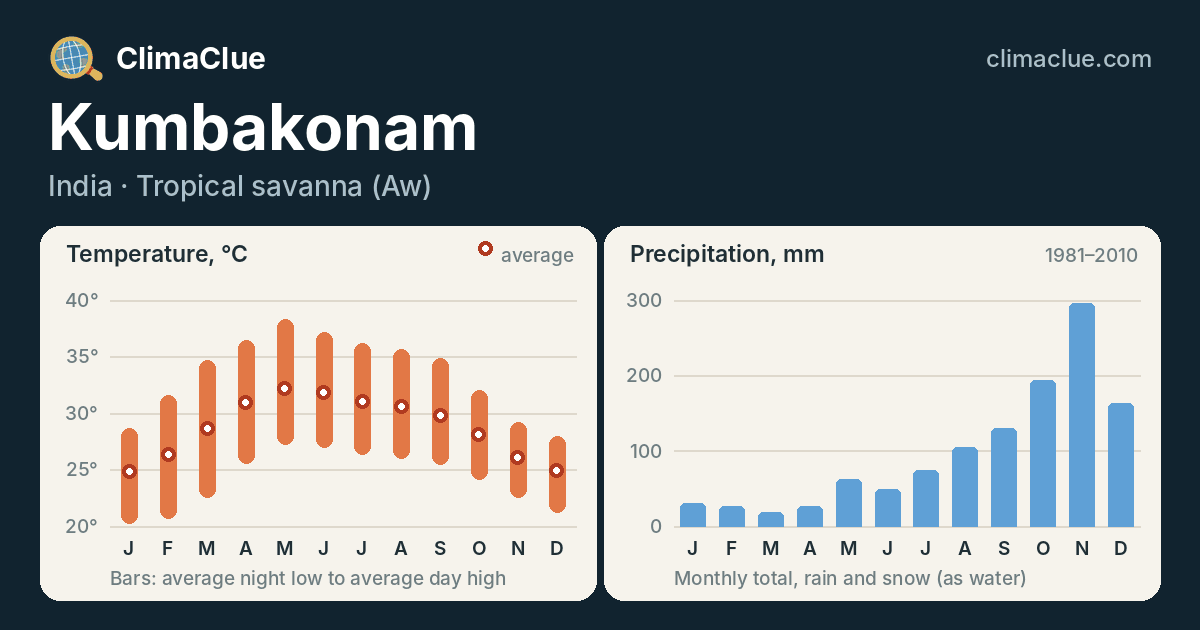 ClimaClue
climaclue.com
Kumbakonam
India · Tropical savanna (Aw)
Temperature, °C
average
40°
35°
30°
25°
20°
J F M A M J J A S O N D
Bars: average night low to average day high
Precipitation, mm
1981–2010
300
200
100
0
J F M A M J J A S O N D
Monthly total, rain and snow (as water)